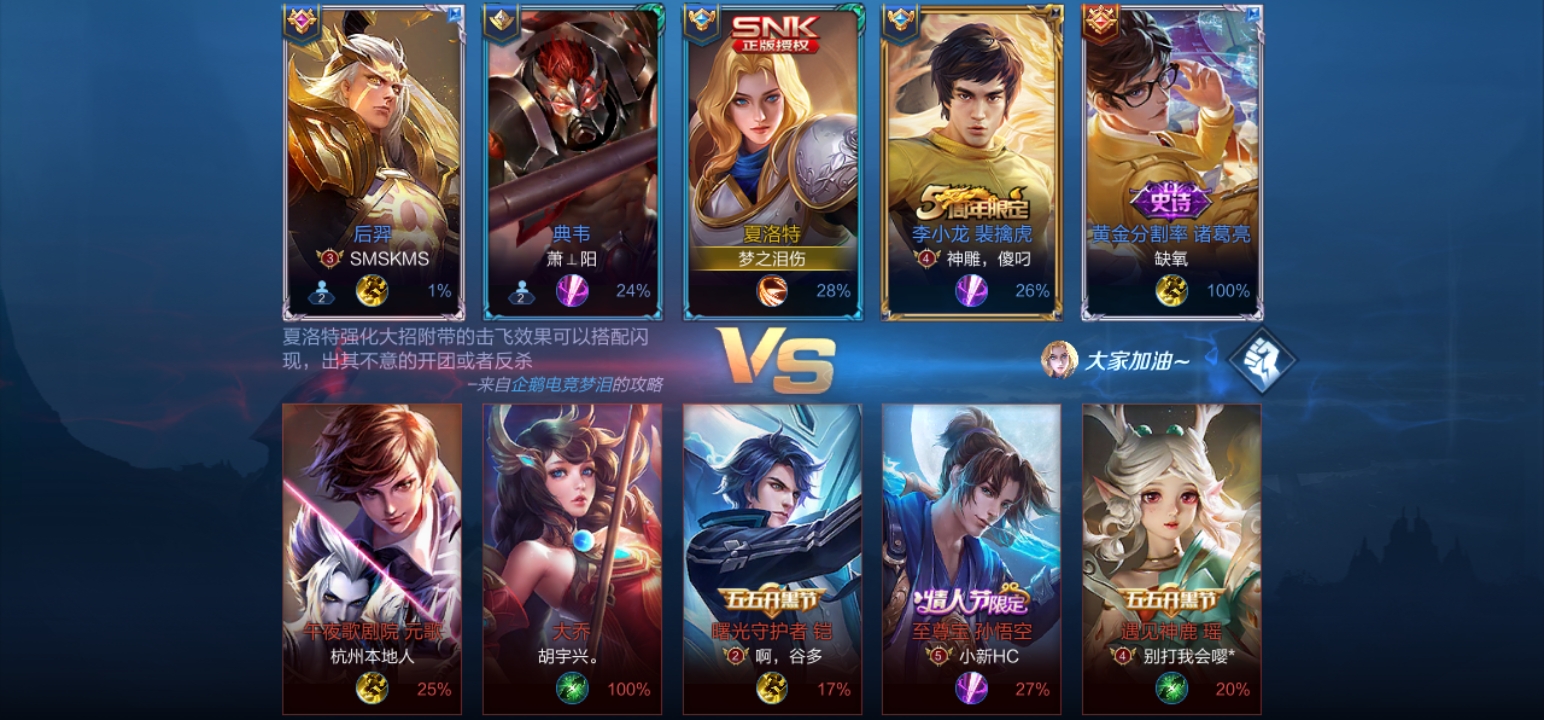 SNK
正版授权
5周年限定
史诗
后羿
典韦
夏洛特
李小龙 裴擒虎
黄金分割率 诸葛亮
3 SMSKMS
萧⊥阳
梦之泪伤
4 神雕，傻叼
缺氧
2 1%
2 24%
28%
26%
100%
夏洛特强化大招附带的击飞效果可以搭配闪
现，出其不意的开团或者反杀
–来自企鹅电竞梦泪的攻略
VS
大家加油~
五五开黑节
情人节限定
五五开黑节
午夜歌剧院 元歌
大乔
曙光守护者 铠
至尊宝 孙悟空
遇见神鹿 瑶
杭州本地人
胡宇兴。
2 啊，谷多
5 小新HC
4 别打我会嘤*
25%
100%
17%
27%
20%